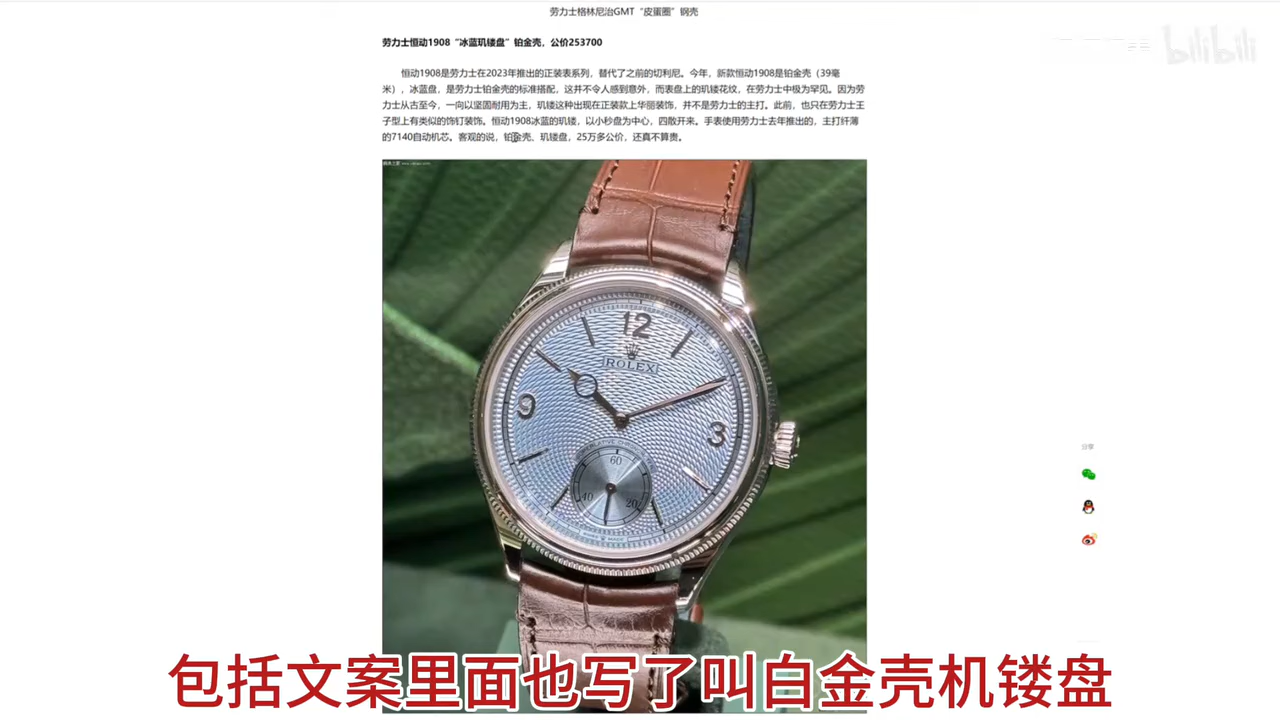 劳力士格林尼治GMT“皮蛋圈”钢壳
bilibili
劳力士恒动1908“冰蓝玑镂盘”铂金壳，公价253700
恒动1908是劳力士在2023年推出的正装表系列，替代了之前的切利尼。今年，新款恒动1908是铂金壳（39毫
米），冰蓝盘，是劳力士铂金壳的标准搭配，这并不令人感到意外，而表盘上的玑镂花纹，在劳力士中极为罕见。因为劳
力士从古至今，一向以坚固耐用为主，玑镂这种出现在正装款上华丽装饰，并不是劳力士的主打。此前，也只在劳力士王
子型上有类似的饰钉装饰。恒动1908冰蓝的玑镂，以小秒盘为中心，四散开来。手表使用劳力士去年推出的，主打纤薄
的7140自动机芯。客观的说，铂金壳、玑镂盘，25万多公价，还真不算贵。
12
ROLEX
9
3
60
40
20
分享
包括文案里面也写了叫白金壳机镂盘